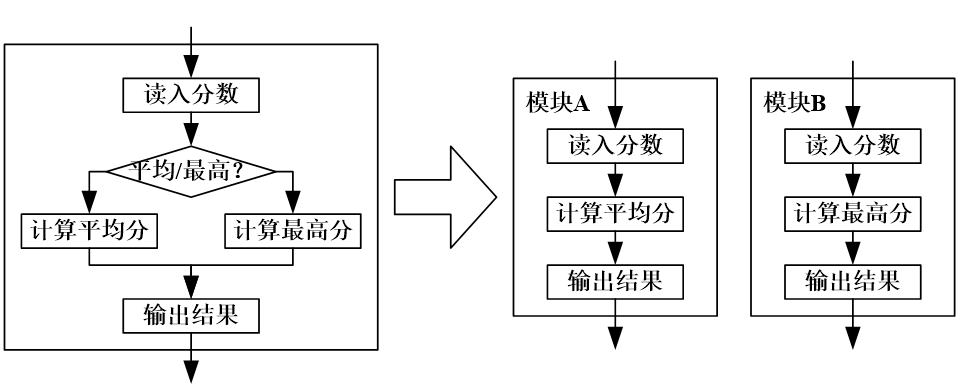 读入分数
平均/最高?
计算平均分
计算最高分
输出结果
模块A
读入分数
计算平均分
输出结果
模块B
读入分数
计算最高分
输出结果